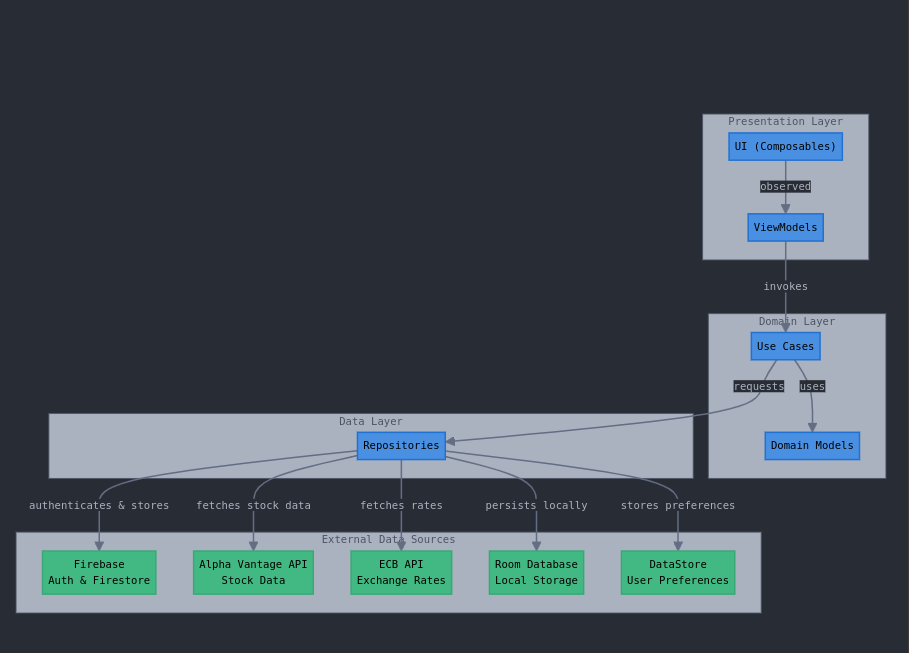 Presentation Layer
UI (Composables)
observed
ViewModels
invokes
Domain Layer
Use Cases
requests
uses
Data Layer
Repositories
Domain Models
authenticates & stores
fetches stock data
fetches rates
persists locally
stores preferences
External Data Sources
Firebase
Auth & Firestore
Alpha Vantage API
Stock Data
ECB API
Exchange Rates
Room Database
Local Storage
DataStore
User Preferences